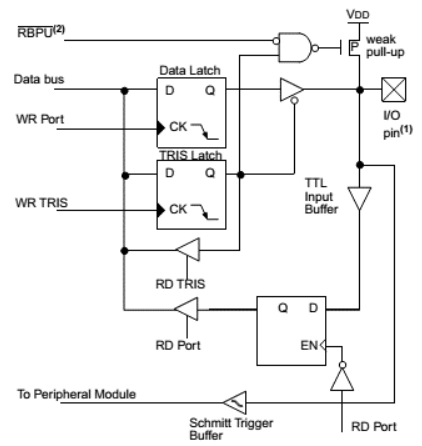 VDD
RBPU(2)
weak
pull-up
P
Data bus
Data Latch
D Q
I/O
pin(1)
WR Port
CK
TRIS Latch
D Q
TTL
Input
Buffer
WR TRIS
CK
RD TRIS
Q D
RD Port
EN
To Peripheral Module
Schmitt Trigger
Buffer
RD Port